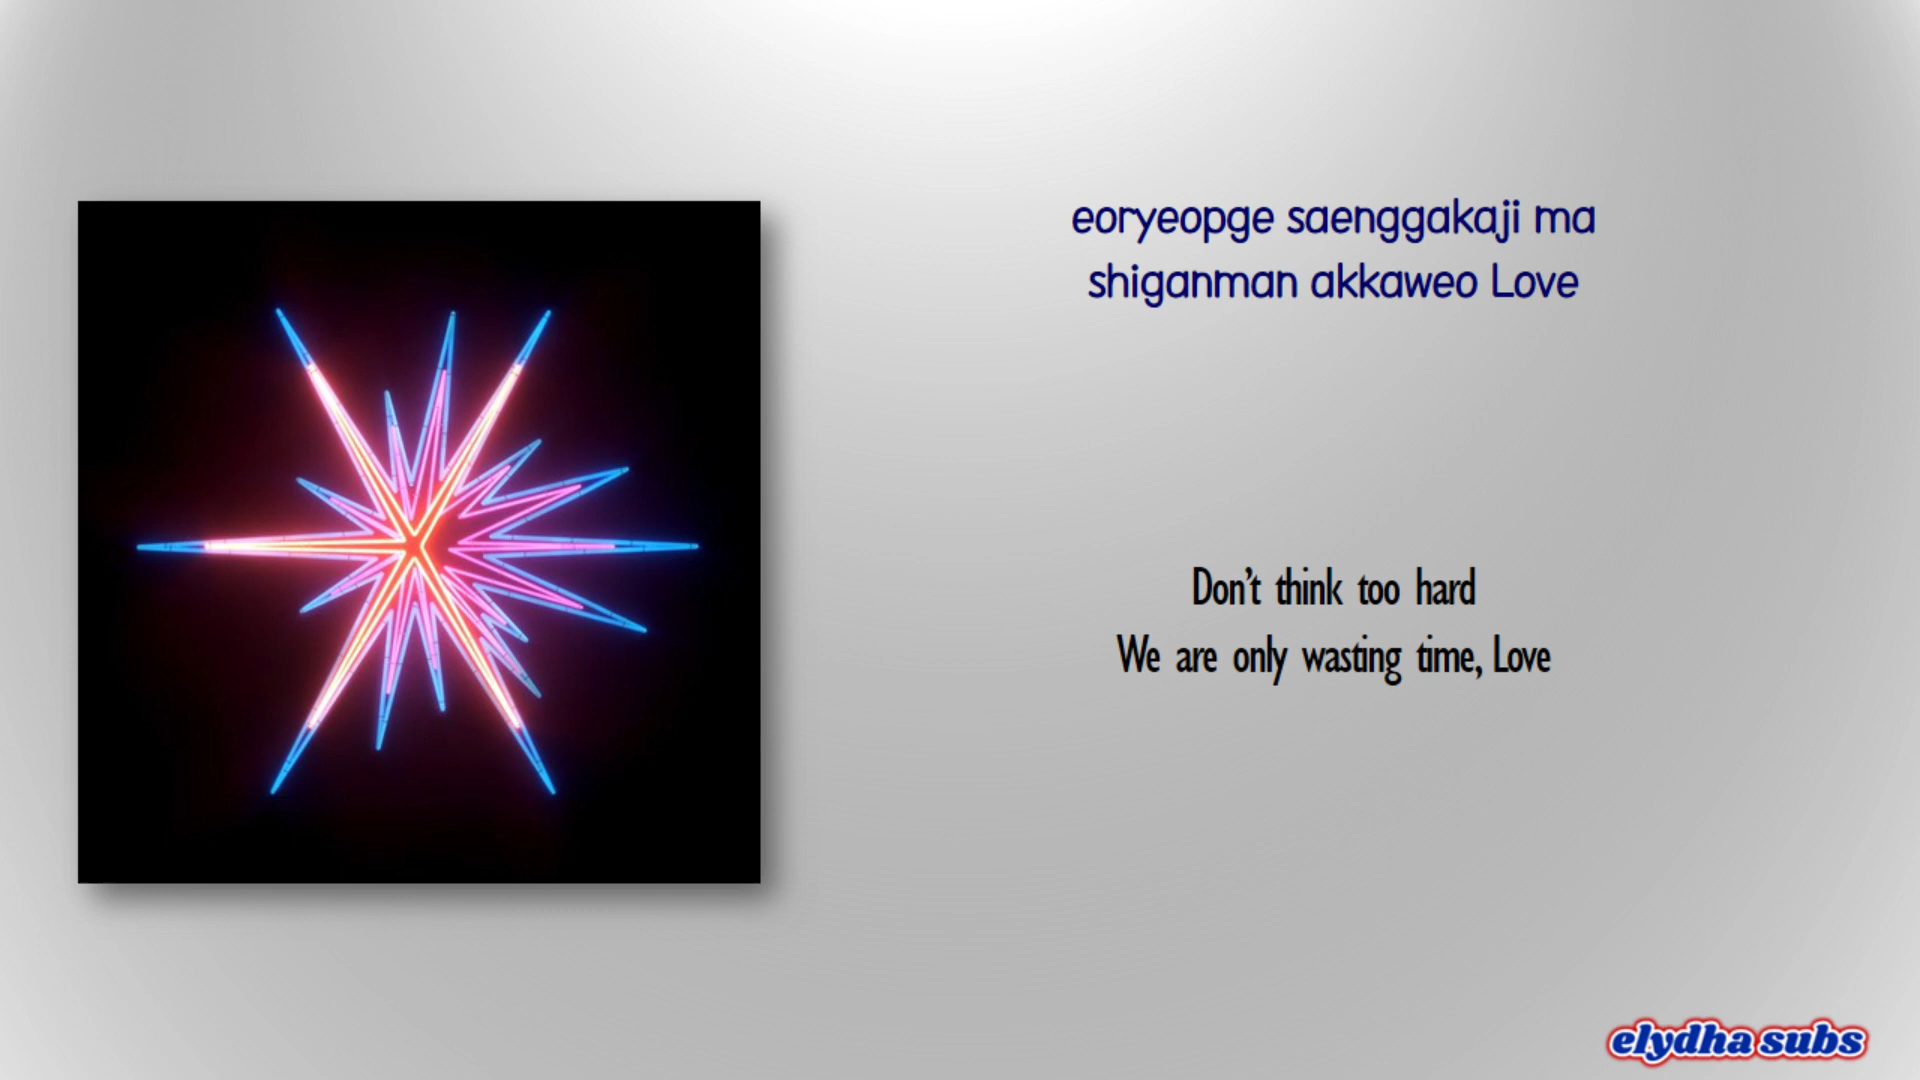 eoryeopge saenggakaji ma
shiganman akkaweo Love
Don't think too hard
We are only wasting time, Love
elydha subs